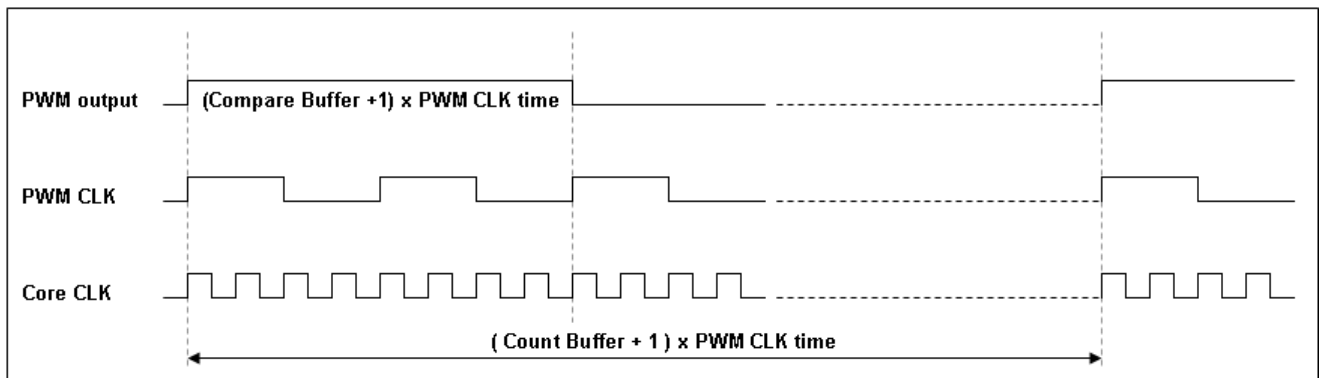 PWM output
(Compare Buffer +1) x PWM CLK time
PWM CLK
Core CLK
( Count Buffer + 1 ) x PWM CLK time